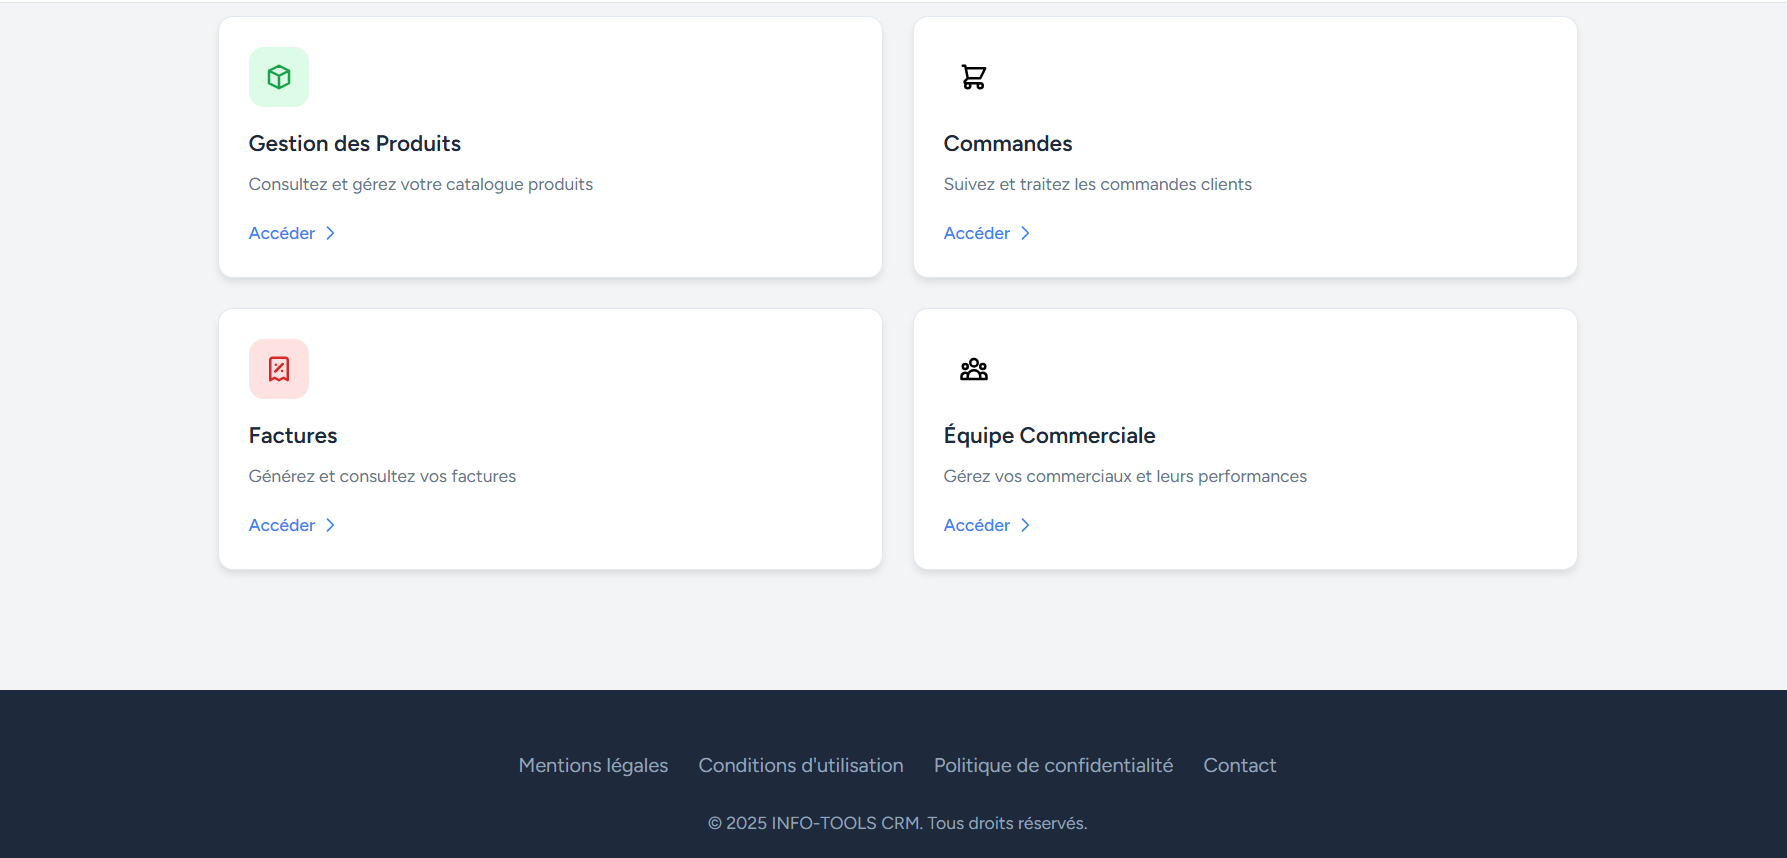 Gestion des Produits
Consultez et gérez votre catalogue produits
Accéder
Commandes
Suivez et traitez les commandes clients
Accéder
Factures
Générez et consultez vos factures
Accéder
Équipe Commerciale
Gérez vos commerciaux et leurs performances
Accéder
Mentions légales Conditions d'utilisation Politique de confidentialité Contact
© 2025 INFO-TOOLS CRM. Tous droits réservés.